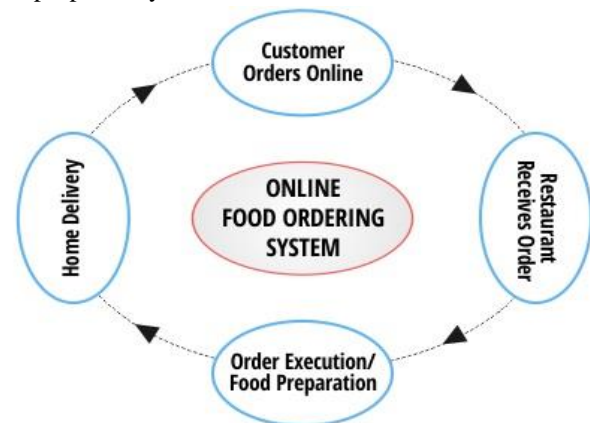 Customer
Orders Online
Restaurant
Receives Order
ONLINE
FOOD ORDERING
SYSTEM
Home Delivery
Order Execution/
Food Preparation